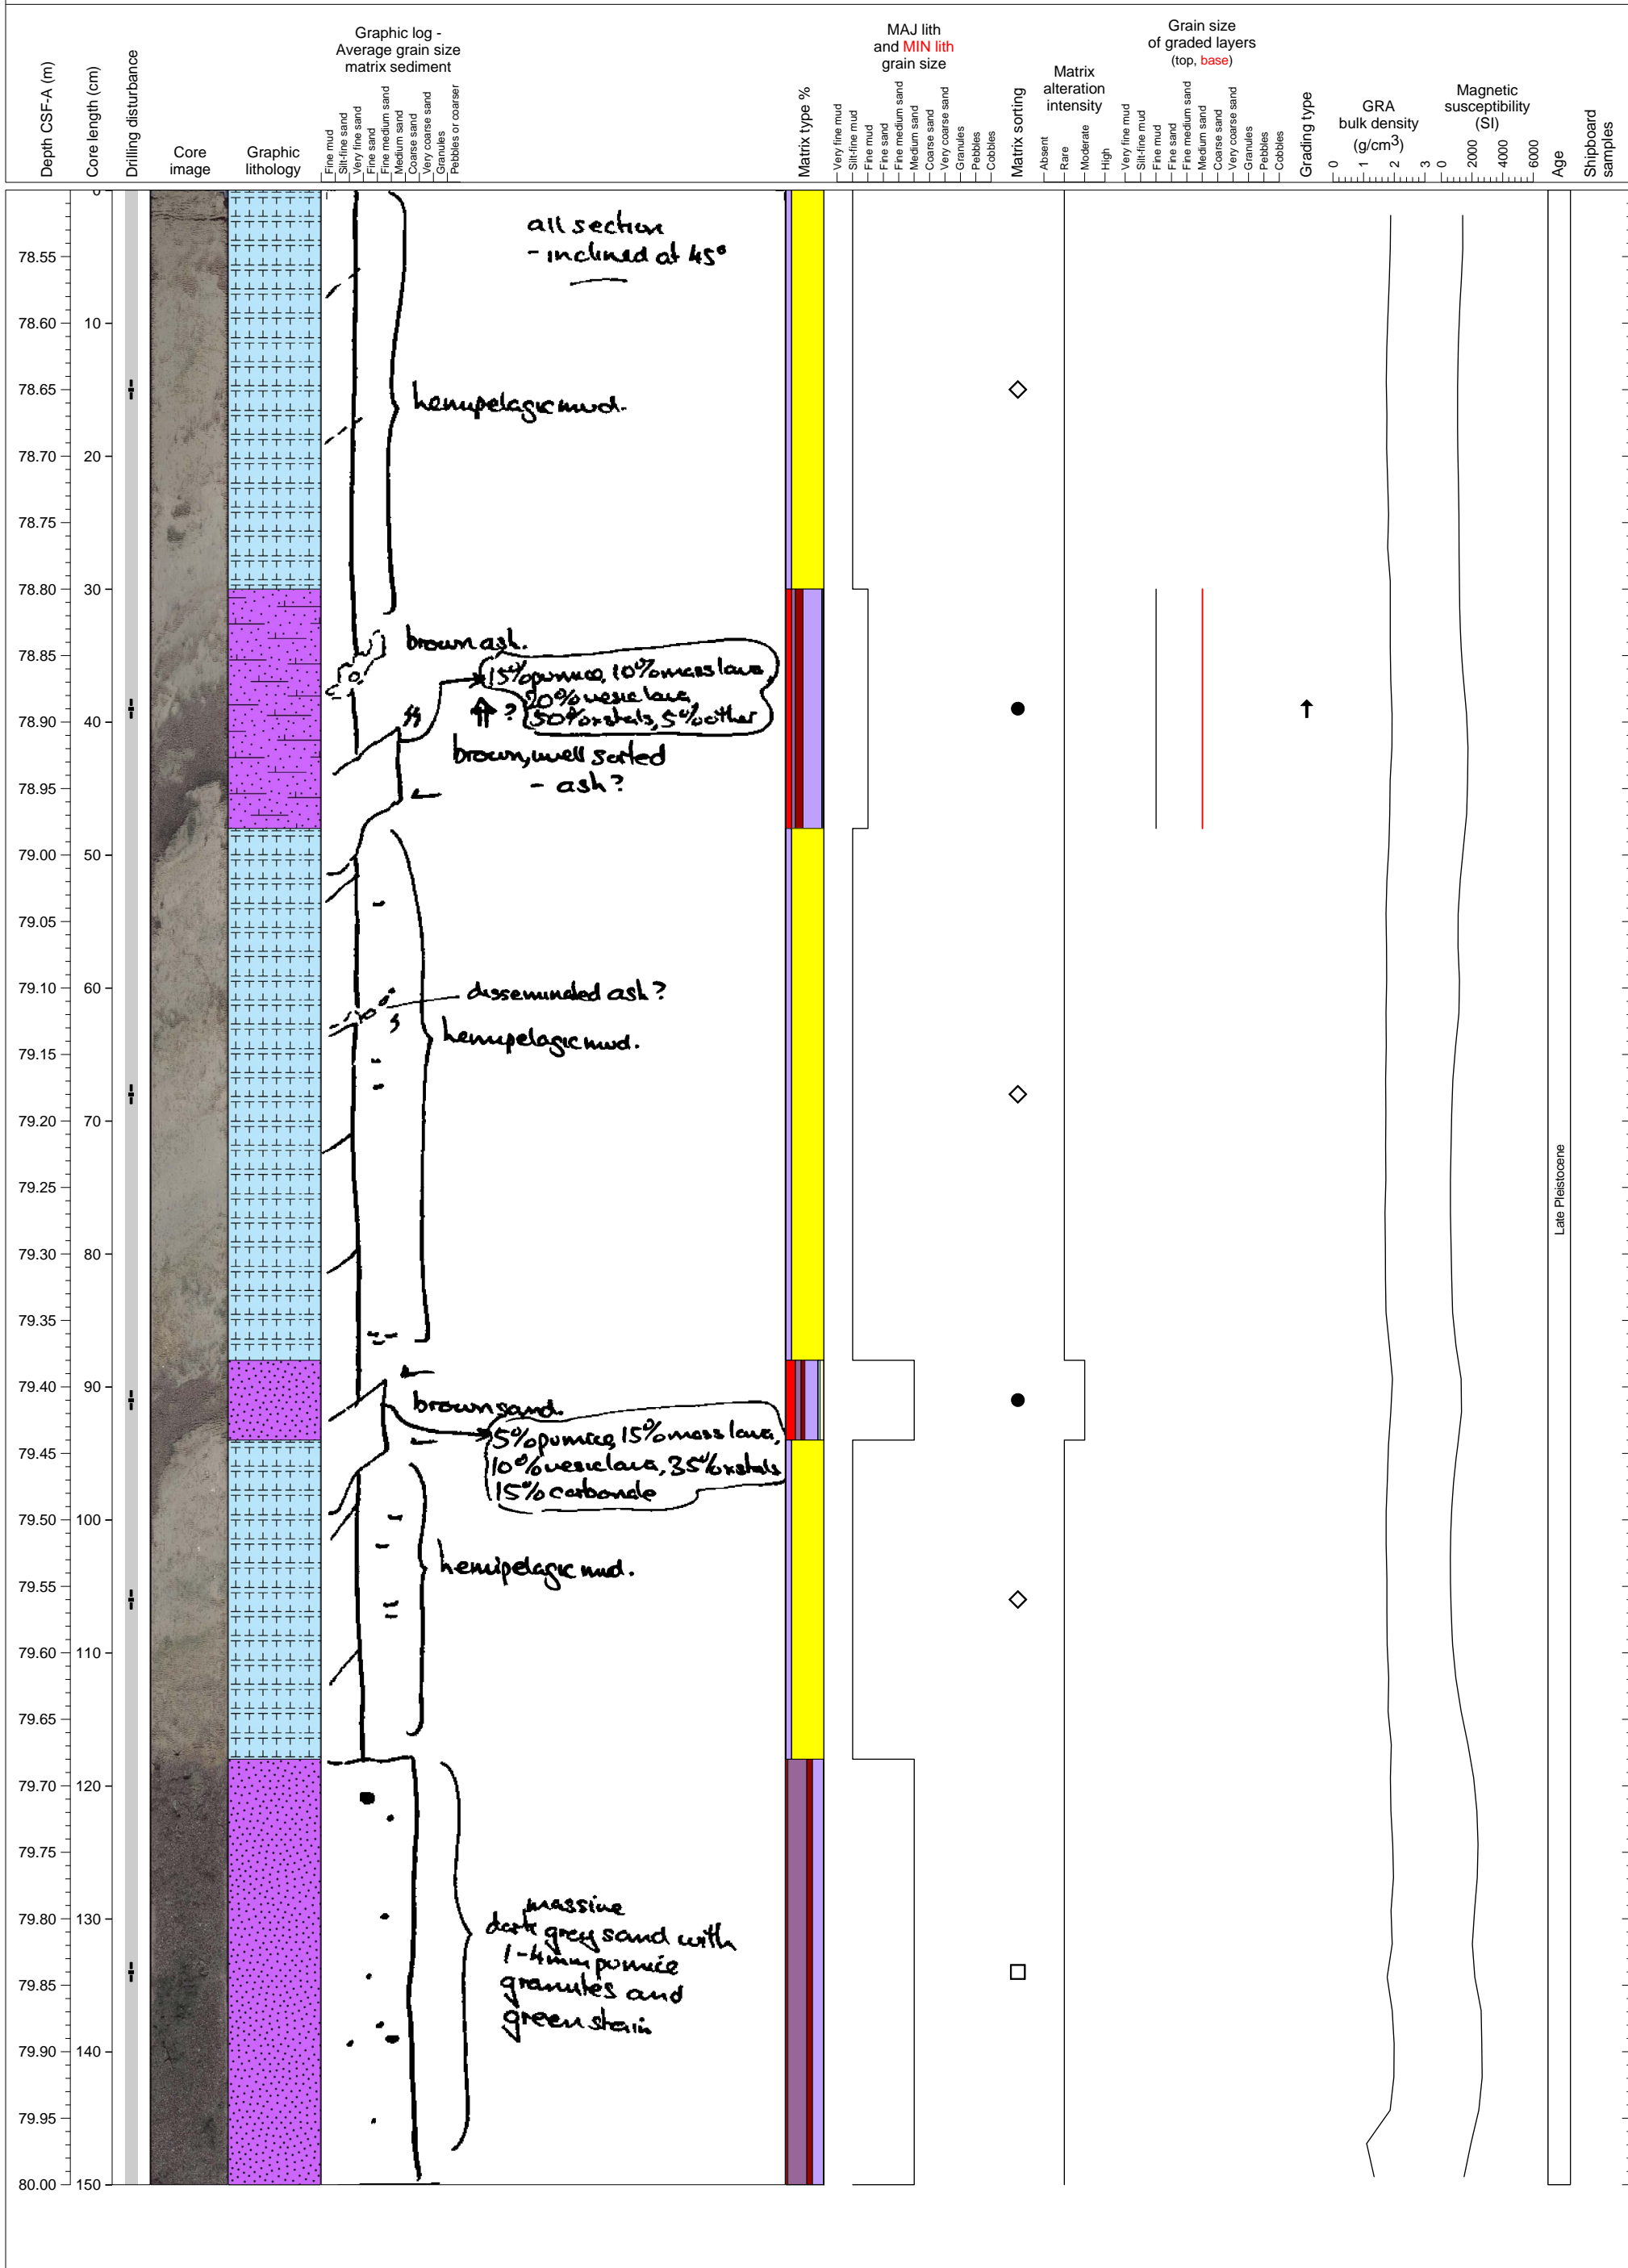 Depth CSF-A (m)
Core length (cm)
Drilling disturbance
Core
image
Graphic
lithology
Graphic log -
Average grain size
matrix sediment
Fine mud
Silt-fine sand
Very fine sand
Fine sand
Fine medium sand
Medium sand
Coarse sand
Very coarse sand
Granules
Pebbles or coarser
Matrix type %
MAJ lith
and MIN lith
grain size
Very fine mud
Silt-fine mud
Fine mud
Fine sand
Fine medium sand
Medium sand
Coarse sand
Very coarse sand
Granules
Pebbles
Cobbles
Matrix sorting
Matrix
alteration
intensity
Absent
Rare
Moderate
High
Grain size
of graded layers
(top, base)
Very fine mud
Silt-fine mud
Fine mud
Fine sand
Fine medium sand
Medium sand
Coarse sand
Very coarse sand
Granules
Pebbles
Cobbles
Grading type
GRA
bulk density
(g/cm3)
0 1 2 3
Magnetic
susceptibility
(SI)
0 2000 4000 6000
Age
Shipboard
samples
0
78.55
78.60 10
78.65
78.70 20
78.75
78.80 30
78.85
78.90 40
78.95
79.00 50
79.05
79.10 60
79.15
79.20 70
79.25
79.30 80
79.35
79.40 90
79.45
79.50 100
79.55
79.60 110
79.65
79.70 120
79.75
79.80 130
79.85
79.90 140
79.95
80.00 150
all section
- inclined at 45°
hemipelagic mud.
brown ash.
15% pumice, 10% mass lava
20% vesic lava,
50% xstals, 5% other
?
brown, well sorted
- ash?
disseminated ash?
hemipelagic mud.
brown sand.
5% pumice, 15% mass lava,
10% vesic lava, 35% xstals
15% carbonate
hemipelagic mud.
massive
dark grey sand with
1-4mm pumice
granules and
green stain
Late Pleistocene